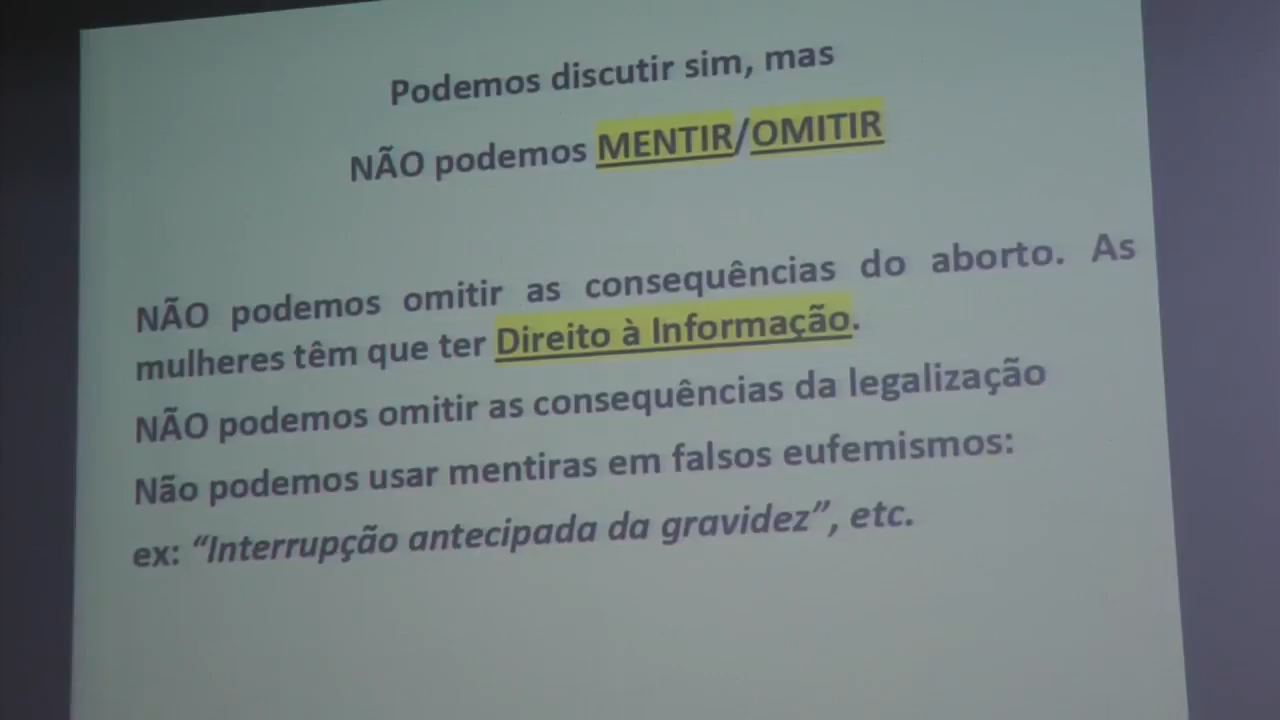 Podemos discutir sim, mas
NÃO podemos MENTIR/OMITIR
NÃO podemos omitir as consequências do aborto. As
mulheres têm que ter Direito à Informação.
NÃO podemos omitir as consequências da legalização
Não podemos usar mentiras em falsos eufemismos:
ex: “Interrupção antecipada da gravidez”, etc.